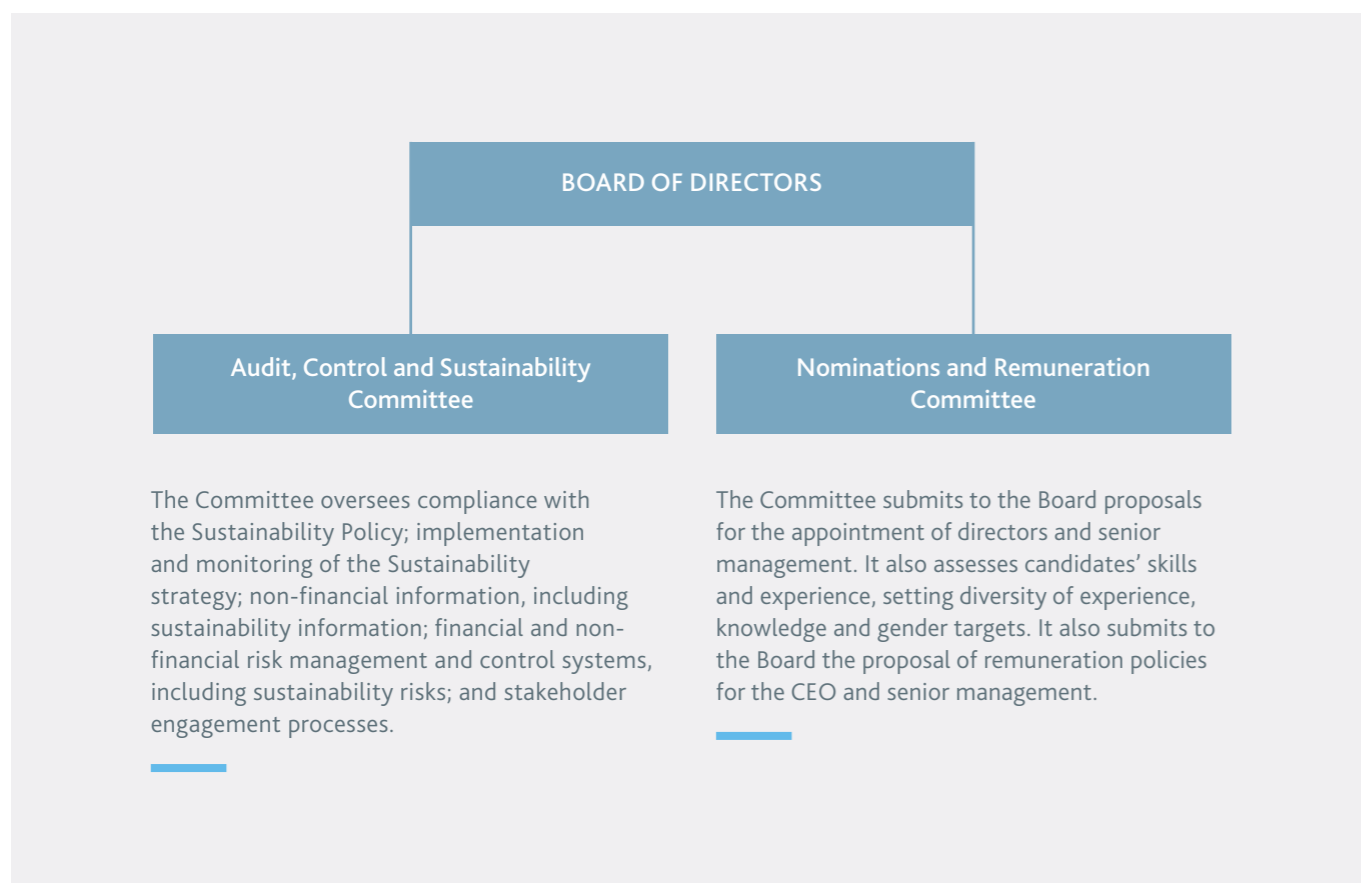 BOARD OF DIRECTORS
Audit, Control and Sustainability
Committee
The Committee oversees compliance with
the Sustainability Policy; implementation
and monitoring of the Sustainability
strategy; non-financial information, including
sustainability information; financial and non-
financial risk management and control systems,
including sustainability risks; and stakeholder
engagement processes.
Nominations and Remuneration
Committee
The Committee submits to the Board proposals
for the appointment of directors and senior
management. It also assesses candidates’ skills
and experience, setting diversity of experience,
knowledge and gender targets. It also submits to
the Board the proposal of remuneration policies
for the CEO and senior management.